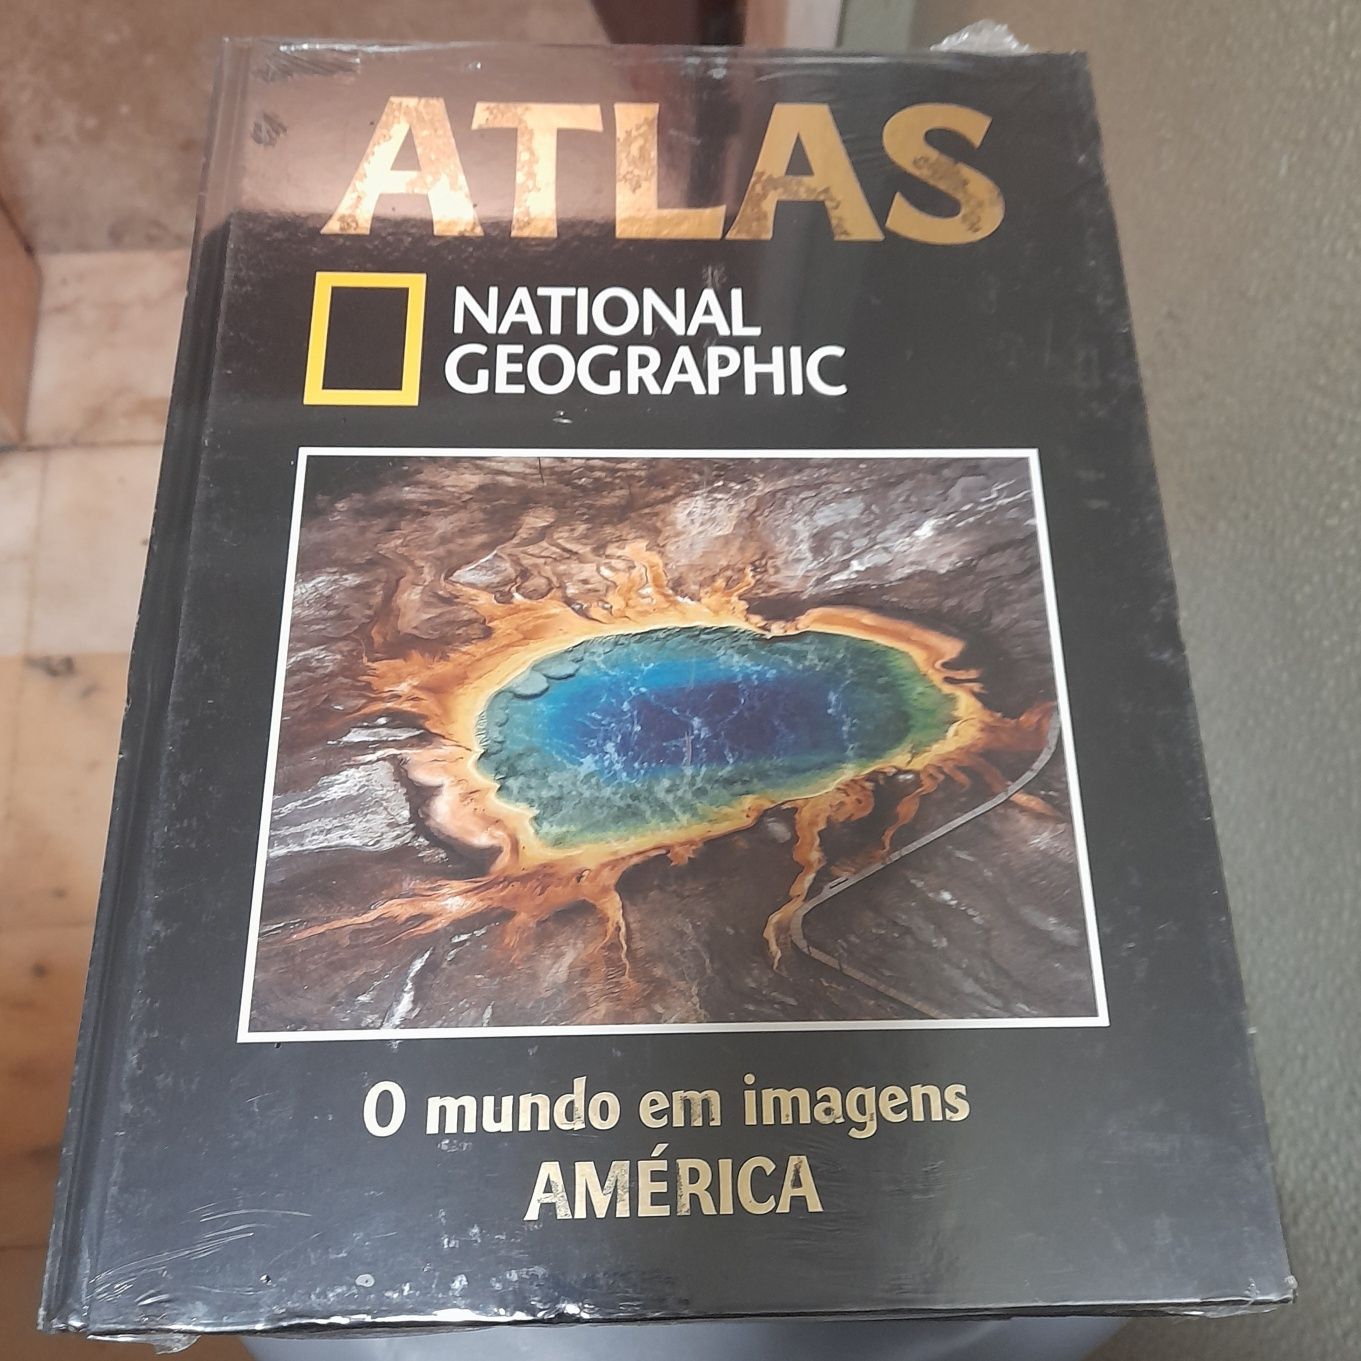 ATLAS
NATIONAL
GEOGRAPHIC
O mundo em imagens
AMÉRICA